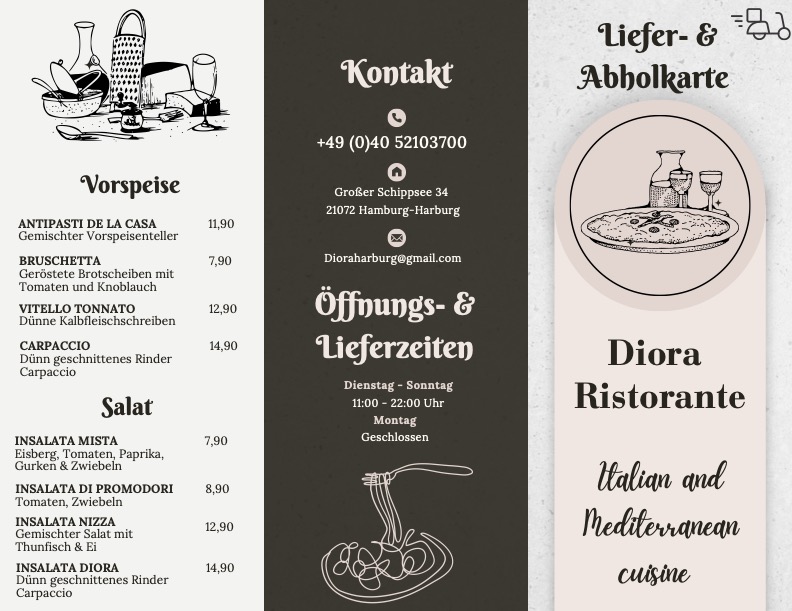 Vorspeise
ANTIPASTI DE LA CASA 11,90
Gemischter Vorspeisenteller
BRUSCHETTA 7,90
Geröstete Brotscheiben mit
Tomaten und Knoblauch
VITELLO TONNATO 12,90
Dünne Kalbfleischschreiben
CARPACCIO 14,90
Dünn geschnittenes Rinder
Carpaccio
Salat
INSALATA MISTA 7,90
Eisberg, Tomaten, Paprika,
Gurken & Zwiebeln
INSALATA DI PROMODORI 8,90
Tomaten, Zwiebeln
INSALATA NIZZA 12,90
Gemischter Salat mit
Thunfisch & Ei
INSALATA DIORA 14,90
Dünn geschnittenes Rinder
Carpaccio
Kontakt
+49 (0)40 52103700
Großer Schippsee 34
21072 Hamburg-Harburg
Dioraharburg@gmail.com
Öffnungs- &
Lieferzeiten
Dienstag - Sonntag
11:00 - 22:00 Uhr
Montag
Geschlossen
Liefer- &
Abholkarte
Diora
Ristorante
Italian and
Mediterranean
cuisine